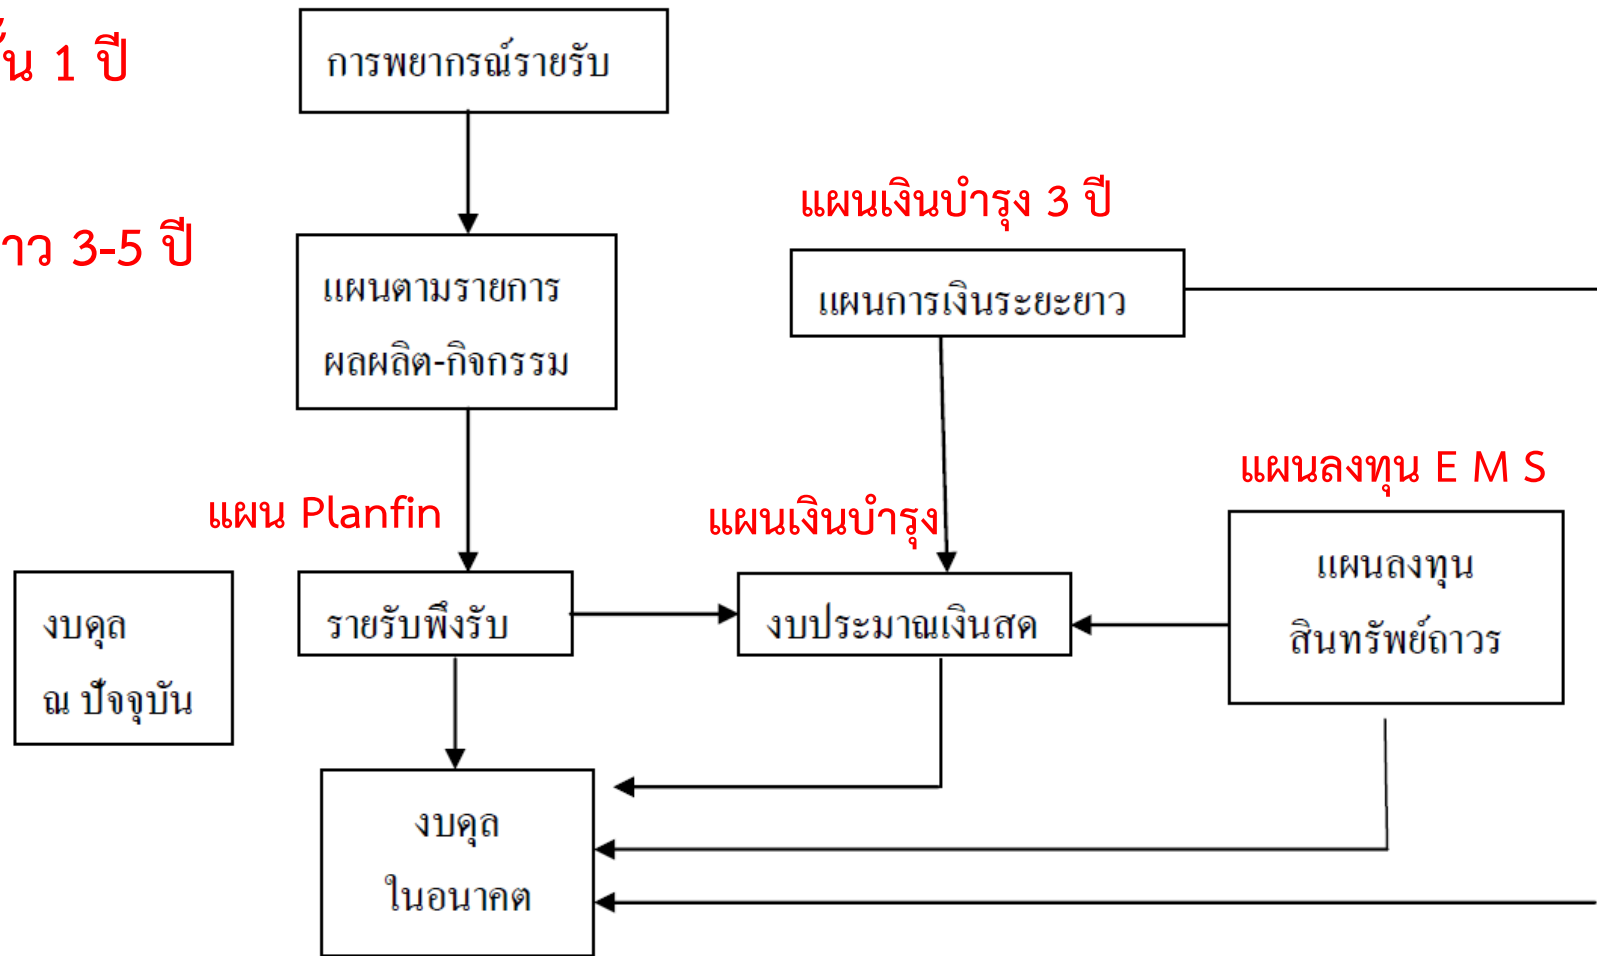 1 ปี
การพยากรณ์รายรับ
3-5 ปี
แผนตามรายการ
ผลผลิต-กิจกรรม
แผนเงินบำรุง 3 ปี
แผนการเงินระยะยาว
แผน Planfin
แผนเงินบำรุง
แผนลงทุน E M S
งบดุล
ณ ปัจจุบัน
รายรับพึงรับ
งบประมาณเงินสด
แผนลงทุน
สินทรัพย์ถาวร
งบดุล
ในอนาคต